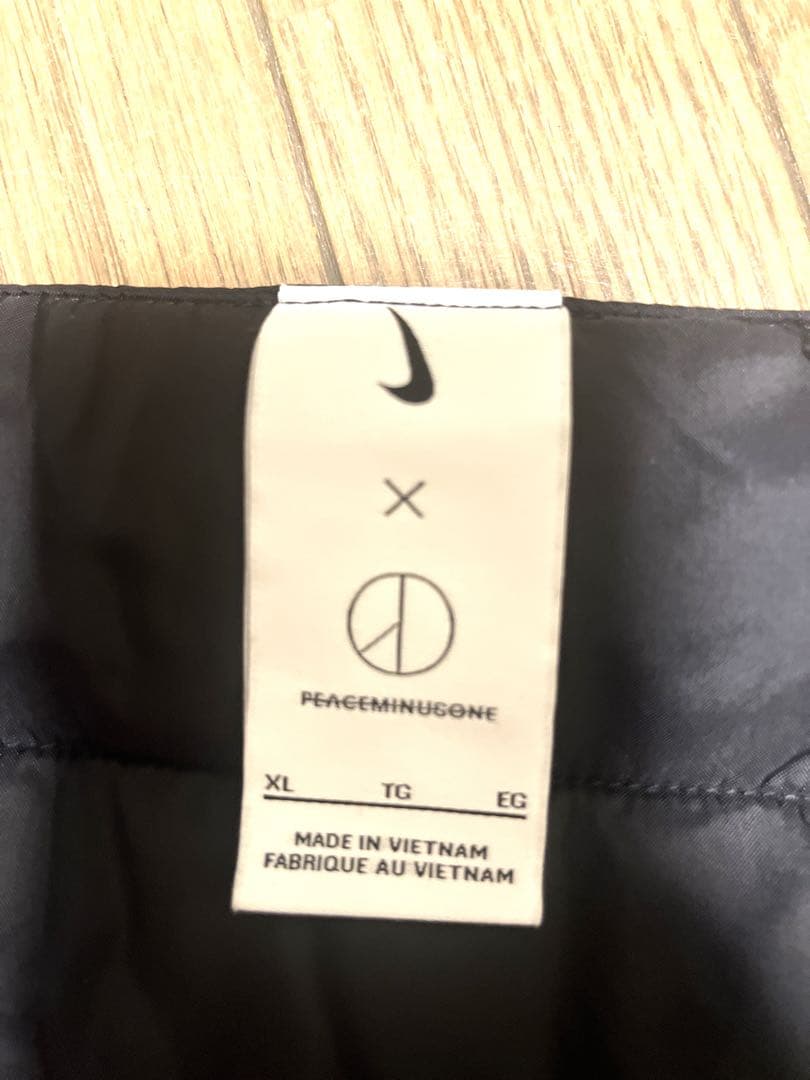 ×
PEACEMINUSONE
XL TG EG
MADE IN VIETNAM
FABRIQUE AU VIETNAM